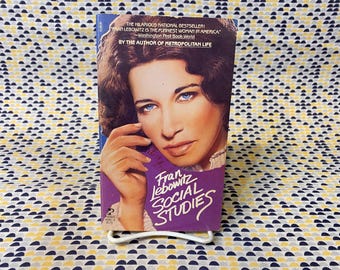 THE HILARIOUS NATIONAL BESTSELLER!
"FRAN LEBOWITZ IS THE FUNNIEST WOMAN IN AMERICA"
—Washington Post Book World
BY THE AUTHOR OF METROPOLITAN LIFE
Fran
Lebowitz
SOCIAL
STUDIES